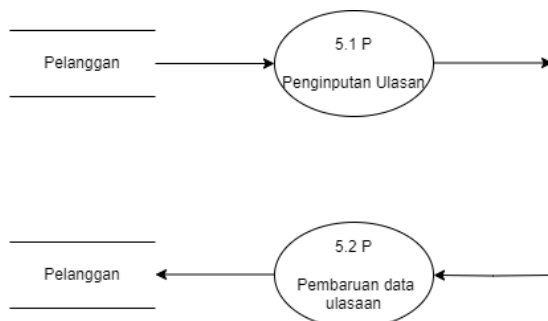 Pelanggan
5.1 P
Penginputan Ulasan
Pelanggan
5.2 P
Pembaruan data
ulasaan